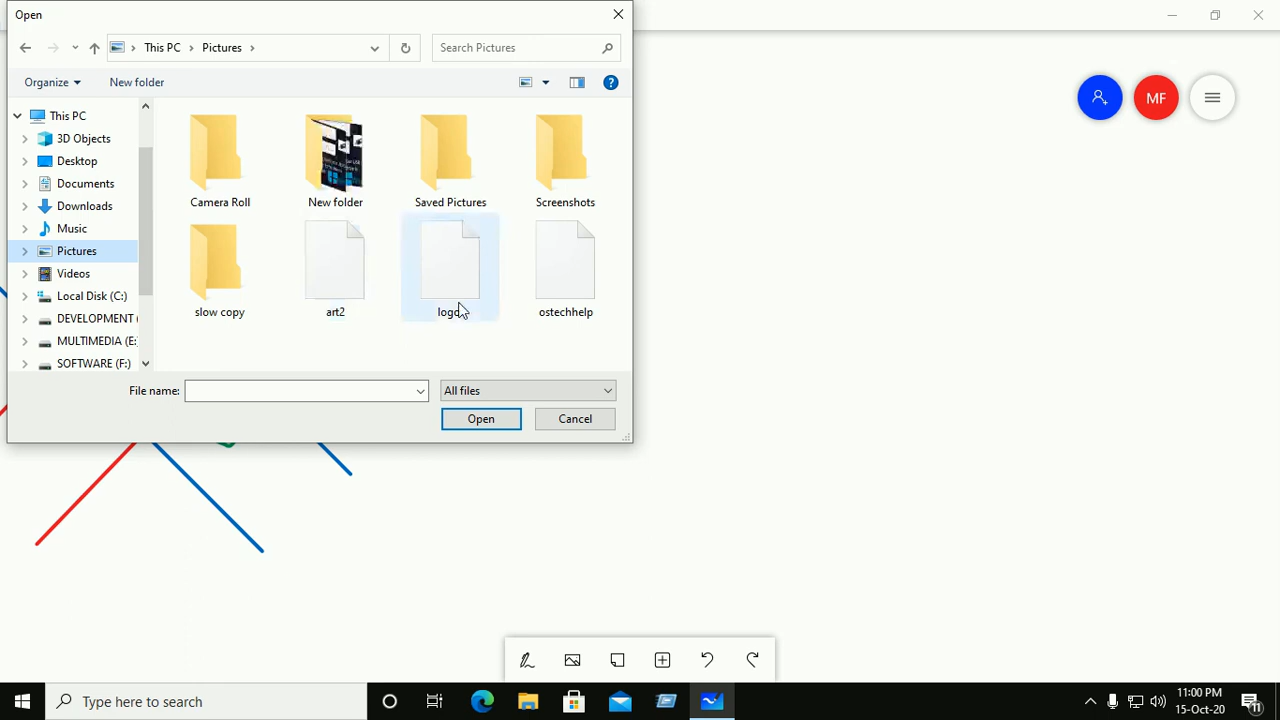 Open
This PC
Pictures
Search Pictures
Organize
New folder
This PC
3D Objects
Desktop
Documents
Downloads
Music
Pictures
Videos
Local Disk (C:)
DEVELOPMENT (
MULTIMEDIA (E:
SOFTWARE (F:)
Camera Roll
New folder
Saved Pictures
Screenshots
slow copy
art2
logo
ostechhelp
File name:
All files
Open
Cancel
MF
Type here to search
11:00 PM
15-Oct-20
11